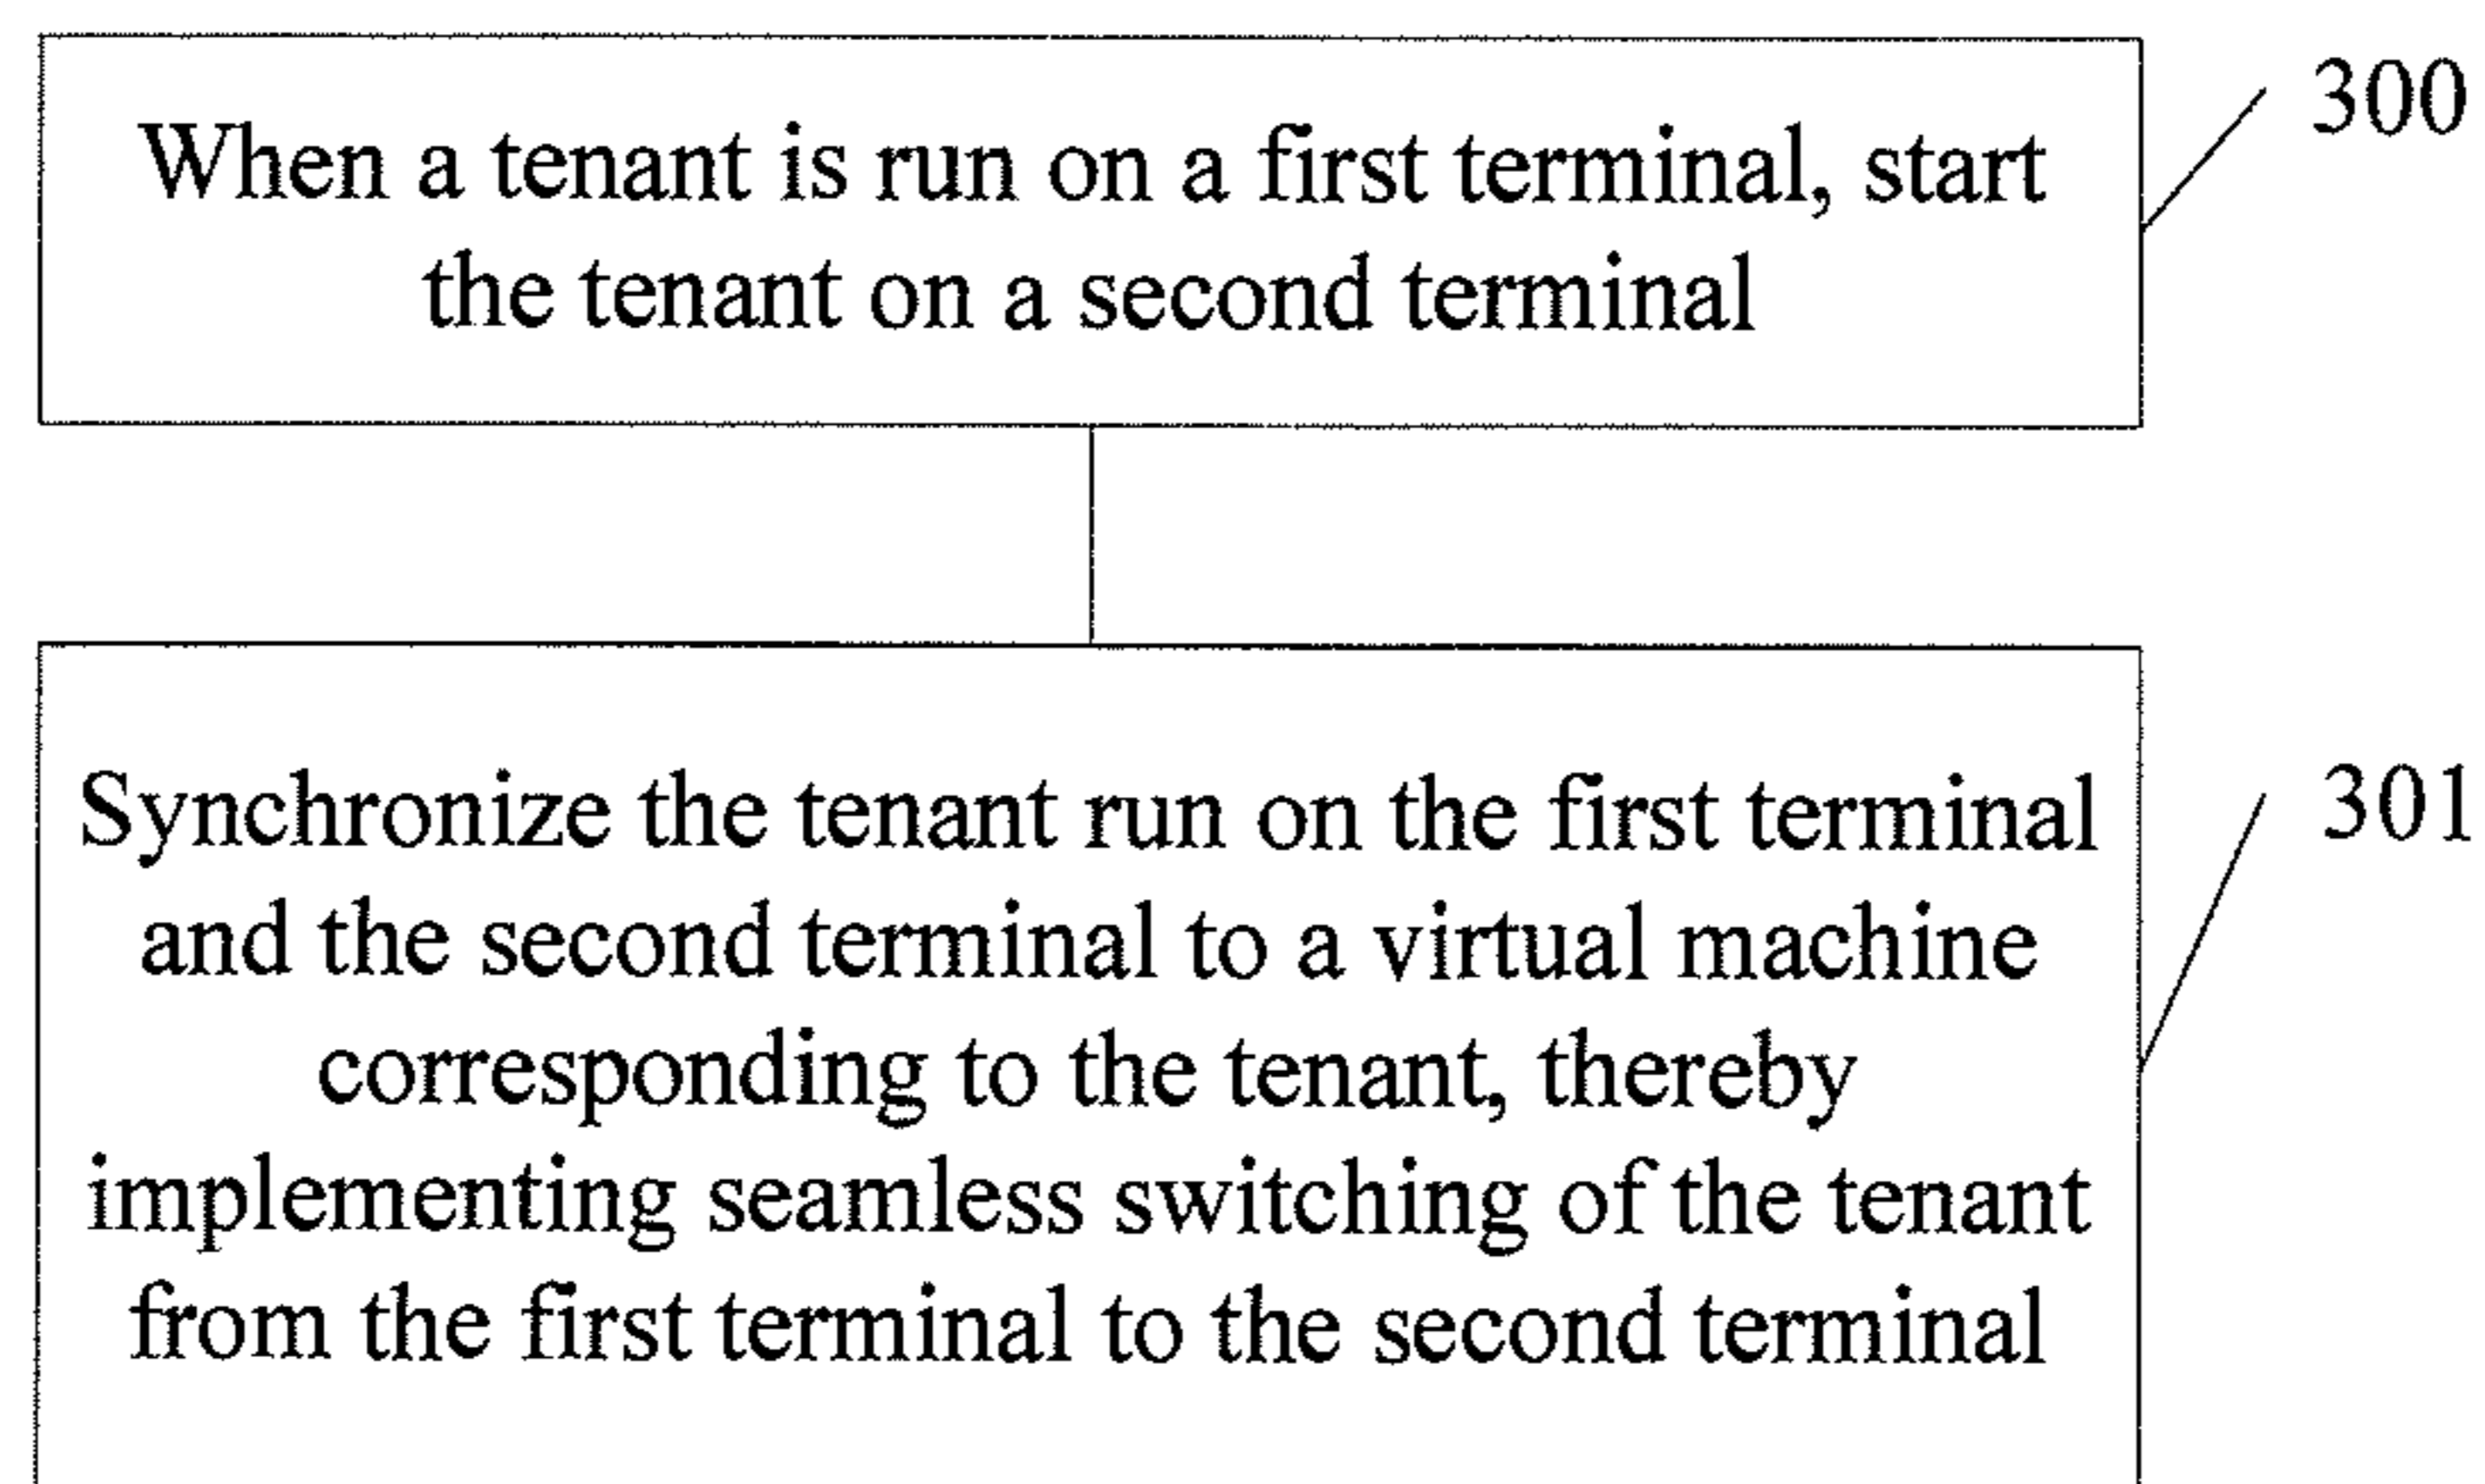 When a tenant is run on a first terminal, start
the tenant on a second terminal
300
Synchronize the tenant run on the first terminal
and the second terminal to a virtual machine
corresponding to the tenant, thereby
implementing seamless switching of the tenant
from the first terminal to the second terminal
301